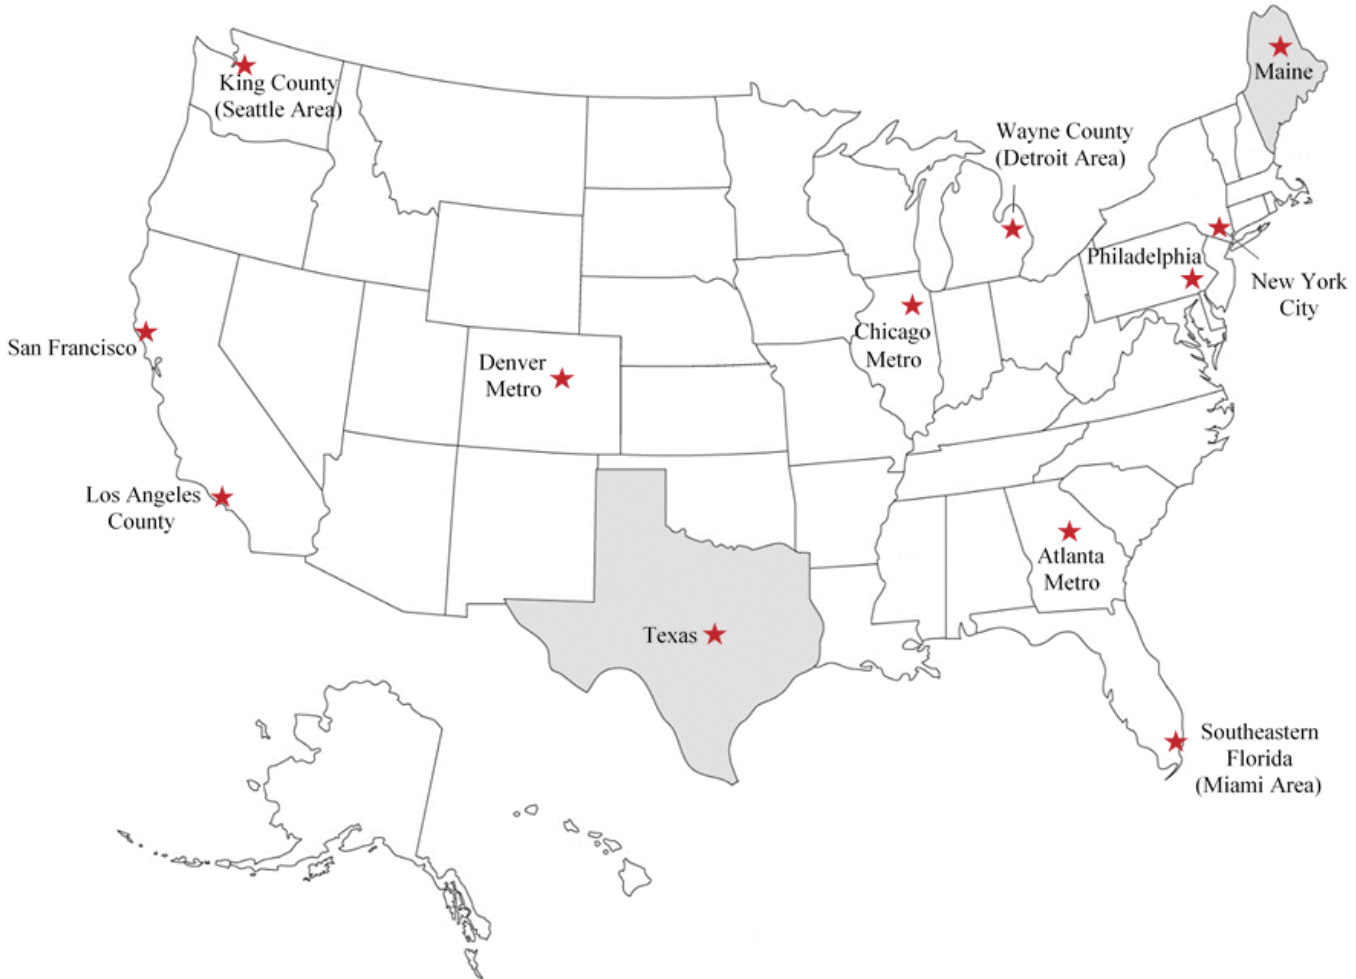 Maine
King County
(Seattle Area)
Wayne County
(Detroit Area)
Philadelphia
New York
City
San Francisco
Chicago
Metro
Denver
Metro
Los Angeles
County
Atlanta
Metro
Texas
Southeastern
Florida
(Miami Area)